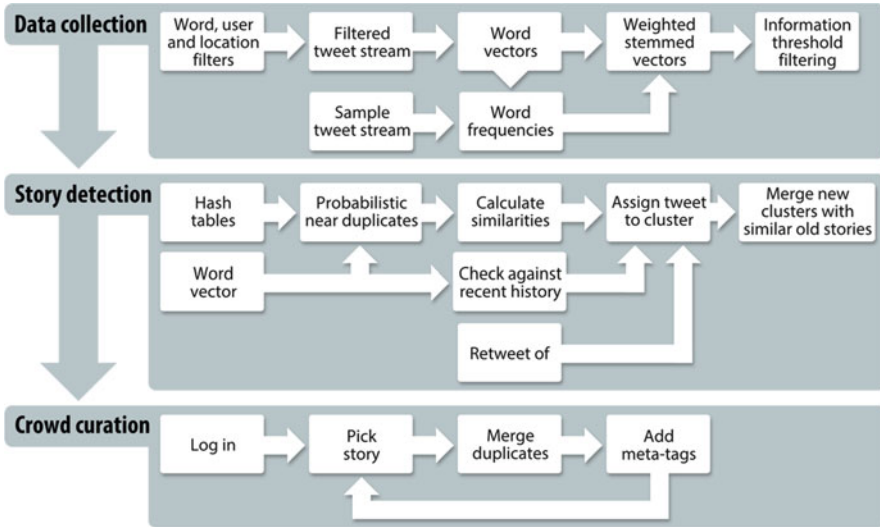 Data collection
Word, user
and location
filters
Filtered
tweet stream
Word
vectors
Weighted
stemmed
vectors
Information
threshold
filtering
Sample
tweet stream
Word
frequencies
Story detection
Hash
tables
Probabilistic
near duplicates
Calculate
similarities
Assign tweet
to cluster
Merge new
clusters with
similar old stories
Word
vector
Check against
recent history
Retweet of
Crowd curation
Log in
Pick
story
Merge
duplicates
Add
meta-tags